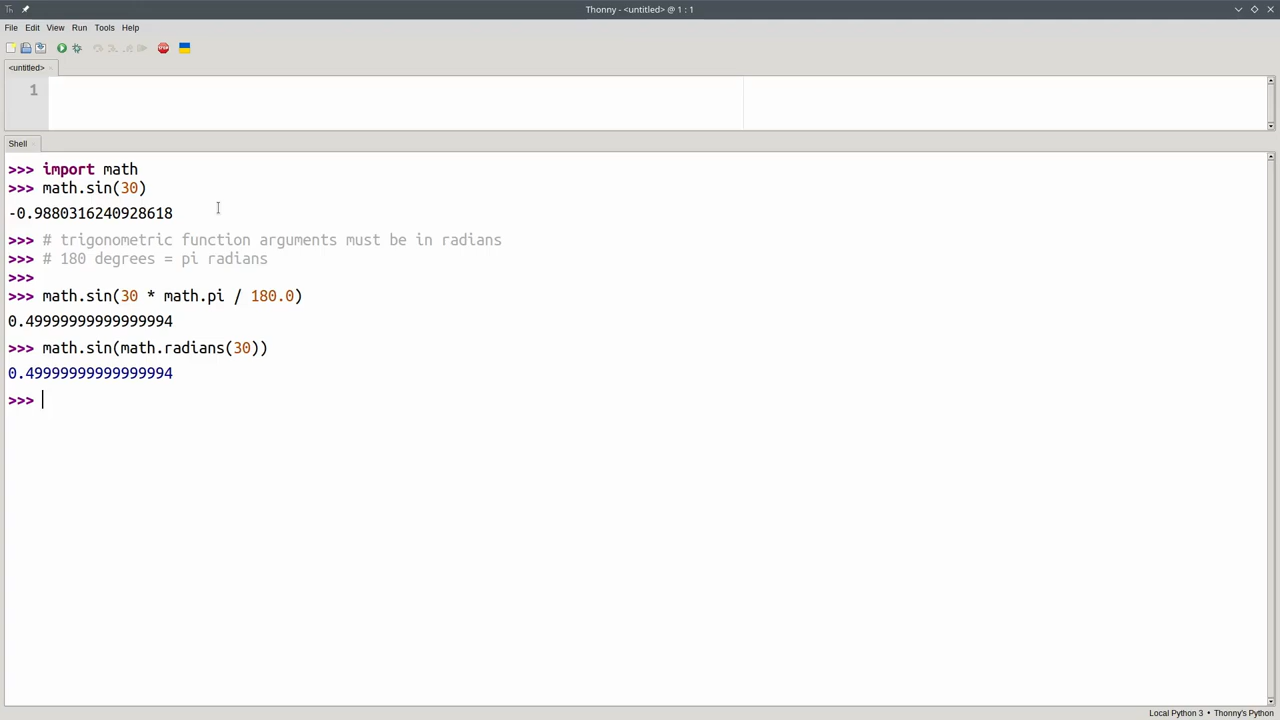 Thonny - <untitled> @ 1 : 1
File Edit View Run Tools Help
<untitled>
1
Shell
>>> import math
>>> math.sin(30)
-0.9880316240928618
>>> # trigonometric function arguments must be in radians
>>> # 180 degrees = pi radians
>>>
>>> math.sin(30 * math.pi / 180.0)
0.49999999999999994
>>> math.sin(math.radians(30))
0.49999999999999994
>>>
Local Python 3 • Thonny's Python